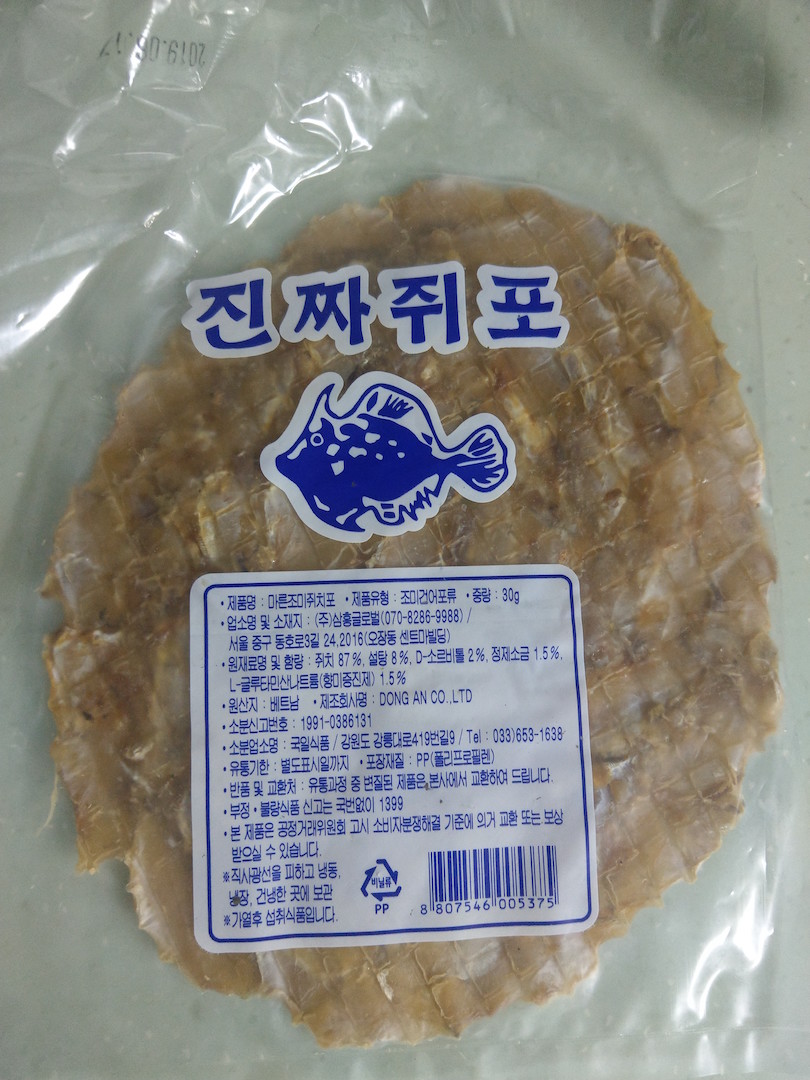 2019.06.17
진짜쥐포
• 제품명 : 마른조미쥐치포 • 제품유형 : 조미건어포류 • 중량 : 30g
• 업소명 및 소재지 : (주)삼홍글로벌(070-8286-9988) /
서울 중구 동호로3길 24,2016(오장동 센트마빌딩)
• 원재료명 및 함량 : 쥐치 87%, 설탕 8%, D-소르비톨 2%, 정제소금 1.5%,
L-글루타민산나트륨(향미증진제) 1.5%
• 원산지 : 베트남 • 제조회사명 : DONG AN CO.,LTD
• 소분신고번호 : 1991-0386131
• 소분업소명 : 국일식품 / 강원도 강릉대로419번길9 / Tel : 033)653-1638
• 유통기한 : 별도표시일까지 • 포장재질 : PP(폴리프로필렌)
• 반품 및 교환처 : 유통과정 중 변질된 제품은 본사에서 교환하여 드립니다.
• 부정 • 불량식품 신고는 국번없이 1399
• 본 제품은 공정거래위원회 고시 소비자분쟁해결 기준에 의거 교환 또는 보상
받으실 수 있습니다.
※직사광선을 피하고 냉동,
냉장, 건냉한 곳에 보관
※가열후 섭취식품입니다.
비닐류
PP
8 807546 005375